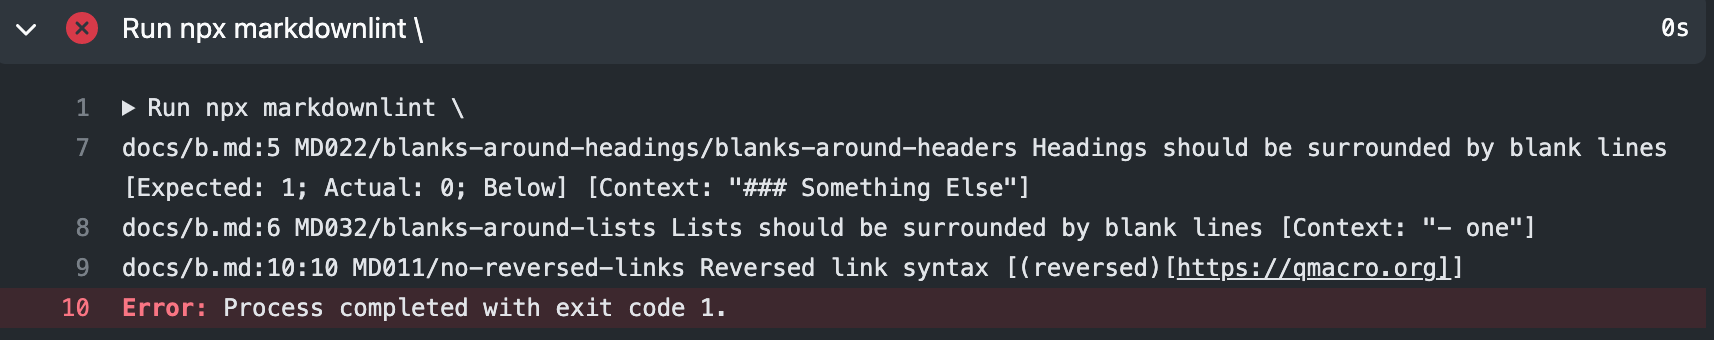 Run npx markdownlint \
0s
1 ▶ Run npx markdownlint \
7 docs/b.md:5 MD022/blanks-around-headings/blanks-around-headers Headings should be surrounded by blank lines
[Expected: 1; Actual: 0; Below] [Context: "### Something Else"]
8 docs/b.md:6 MD032/blanks-around-lists Lists should be surrounded by blank lines [Context: "- one"]
9 docs/b.md:10:10 MD011/no-reversed-links Reversed link syntax [(reversed)[https://qmacro.org]]
10 Error: Process completed with exit code 1.